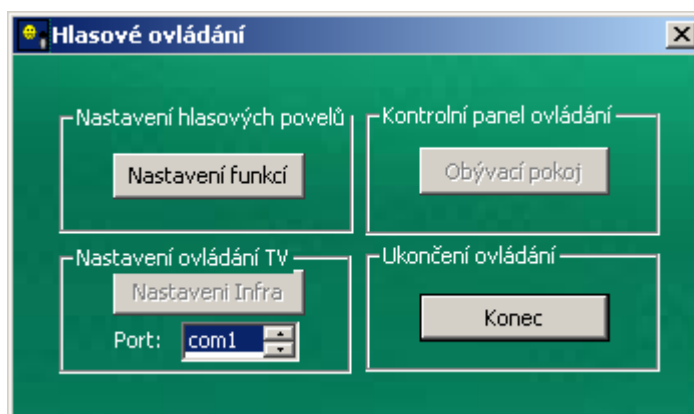 Hlasové ovládání
Nastavení hlasových povelů
Nastavení funkcí
Kontrolní panel ovládání
Obývací pokoj
Nastavení ovládání TV
Nastaveni Infra
Port: com1
Ukončení ovládání
Konec